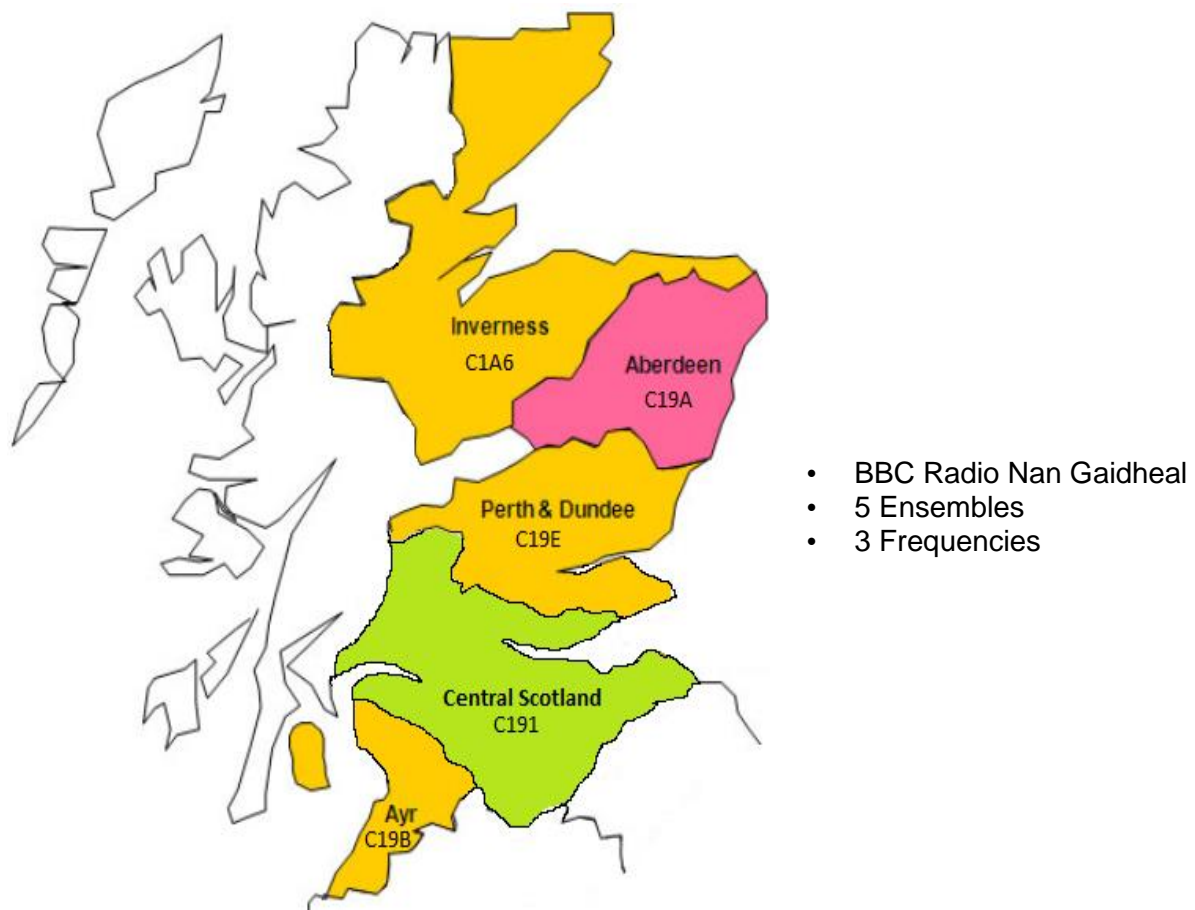 Inverness
C1A6
Aberdeen
C19A
Perth & Dundee
C19E
Central Scotland
C191
Ayr
C19B
• BBC Radio Nan Gaidheal
• 5 Ensembles
• 3 Frequencies